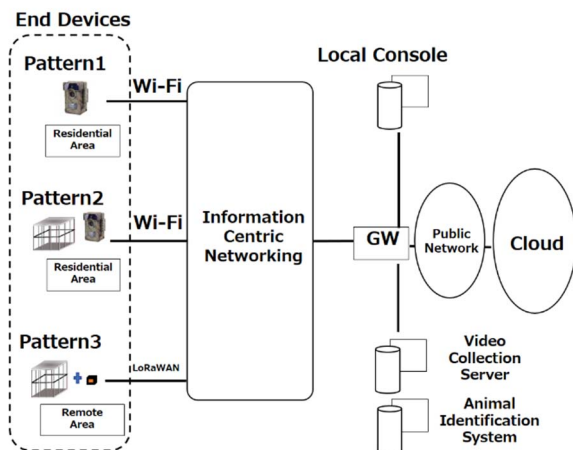 End Devices
Pattern1
Residential
Area
Wi-Fi
Pattern2
Residential
Area
Wi-Fi
Pattern3
Remote
Area
LoRaWAN
Information
Centric
Networking
Local Console
GW
Public
Network
Cloud
Video
Collection
Server
Animal
Identification
System